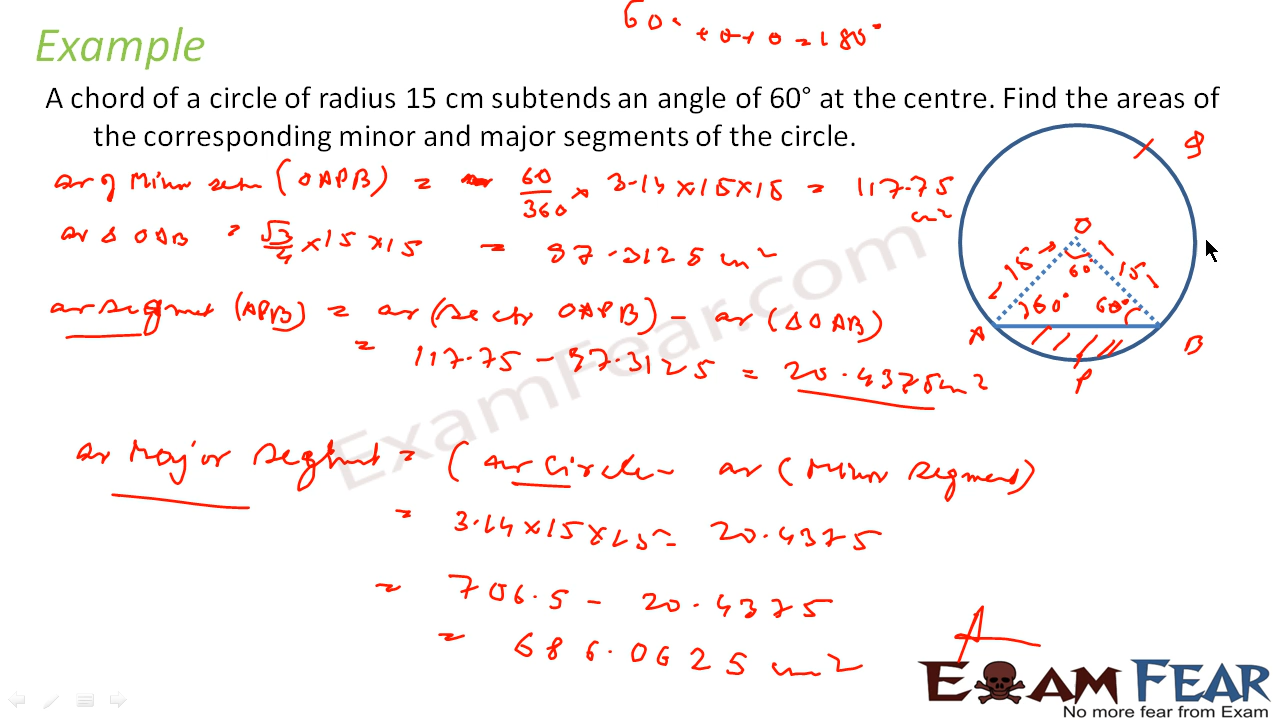 60° + θ + θ = 180°
Example
A chord of a circle of radius 15 cm subtends an angle of 60° at the centre. Find the areas of
the corresponding minor and major segments of the circle.
ar of Minor (OAPB) = 60/360 × 3.14 × 15 × 15 = 117.75 cm²
ar Δ OAB = √3/4 × 15 × 15 = 97.3125 cm²
ar segment (APB) = ar (sector OAPB) – ar (Δ OAB)
= 117.75 – 97.3125 = 20.4375 cm²
ar Major Segment = (ar Circle – ar (Minor Segment)
= 3.14 × 15 × 15 – 20.4375
= 706.5 – 20.4375
= 686.0625 cm²
Q
O
60
15
15
60°
60°
A
B
P
ExamFear.com
EXAM FEAR
No more fear from Exam